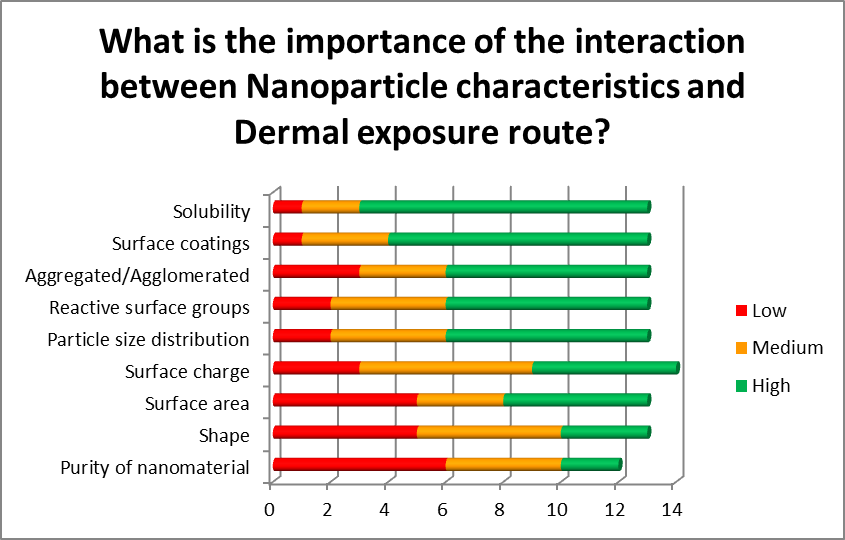 What is the importance of the interaction
between Nanoparticle characteristics and
Dermal exposure route?
Solubility
Surface coatings
Aggregated/Agglomerated
Reactive surface groups
Particle size distribution
Surface charge
Surface area
Shape
Purity of nanomaterial
0 2 4 6 8 10 12 14
Low
Medium
High